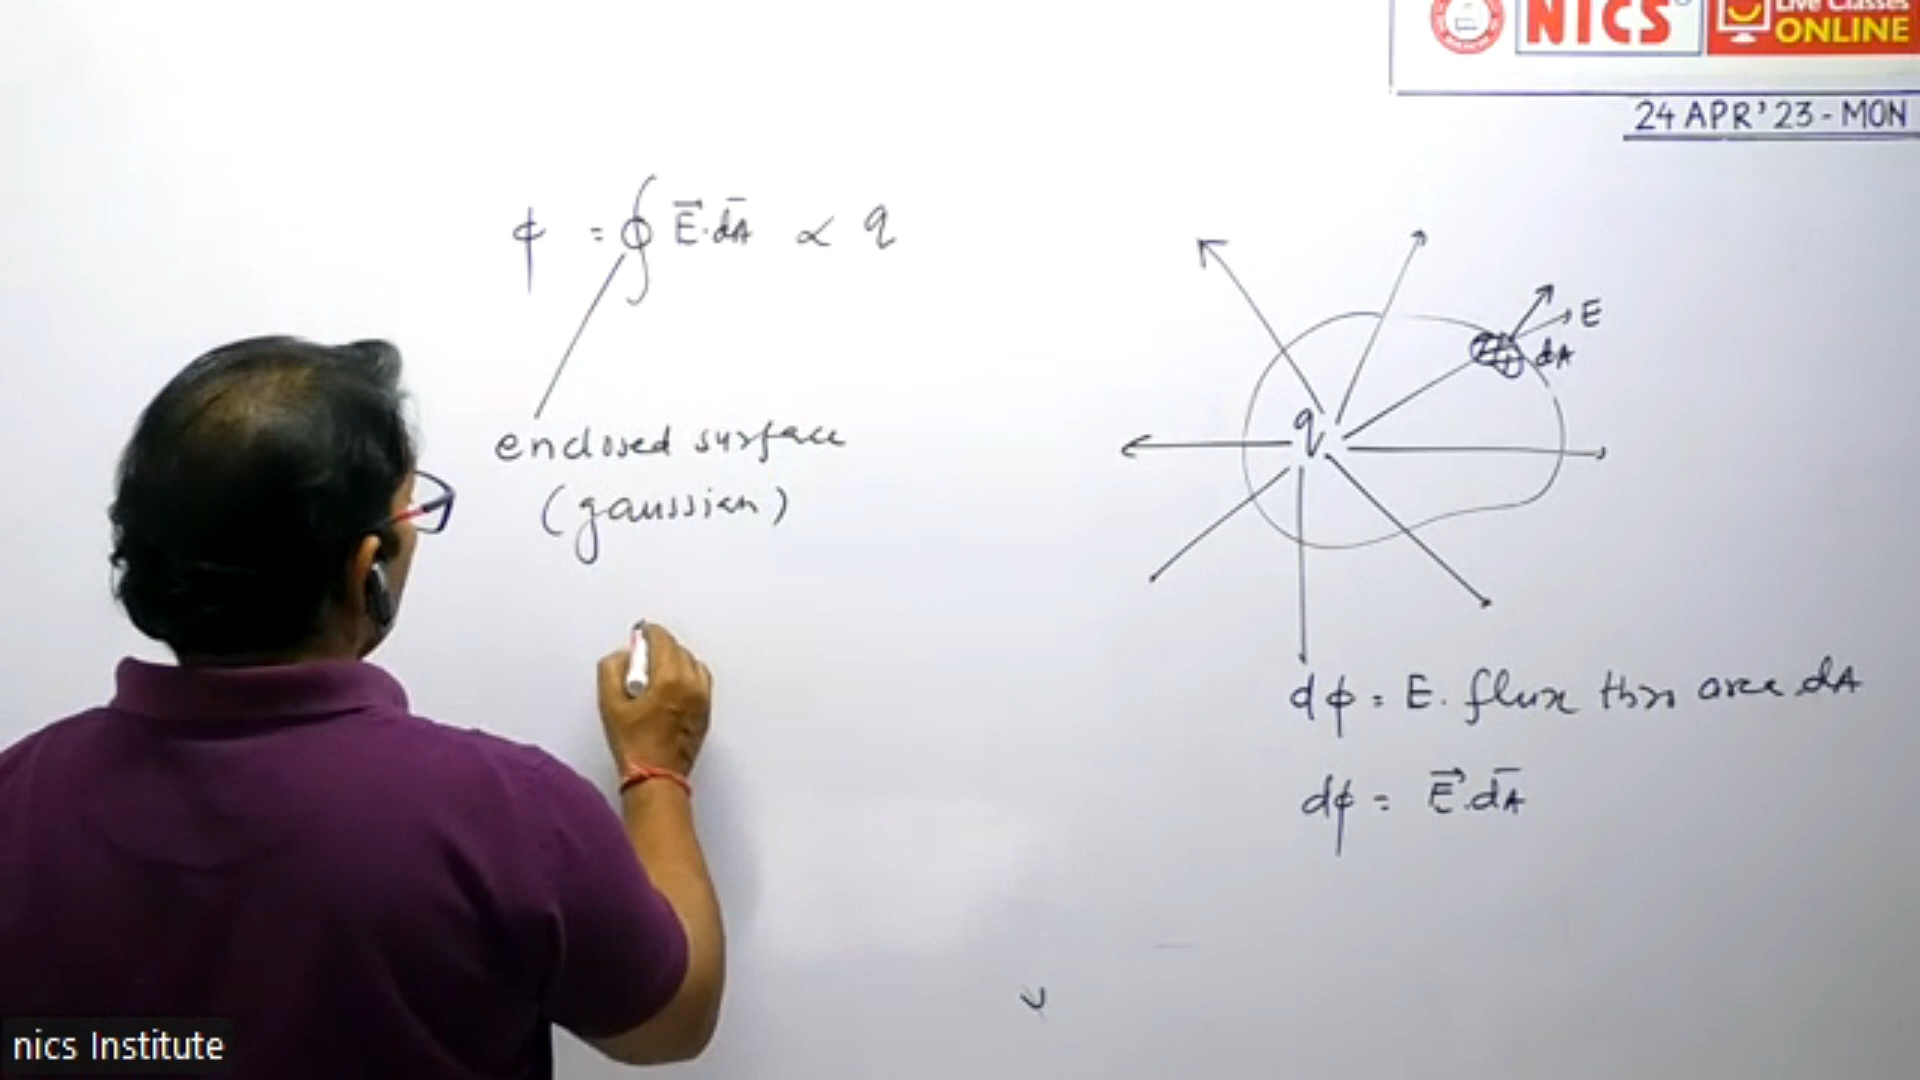 NICS
Live Classes
ONLINE
24 APR'23-MON
ϕ = ∮ E⃗.dA̅ ∝ q
enclosed surface
(gaussian)
E
dA
q
dϕ = E. flux thro area dA
dϕ = E⃗.dA̅
nics Institute